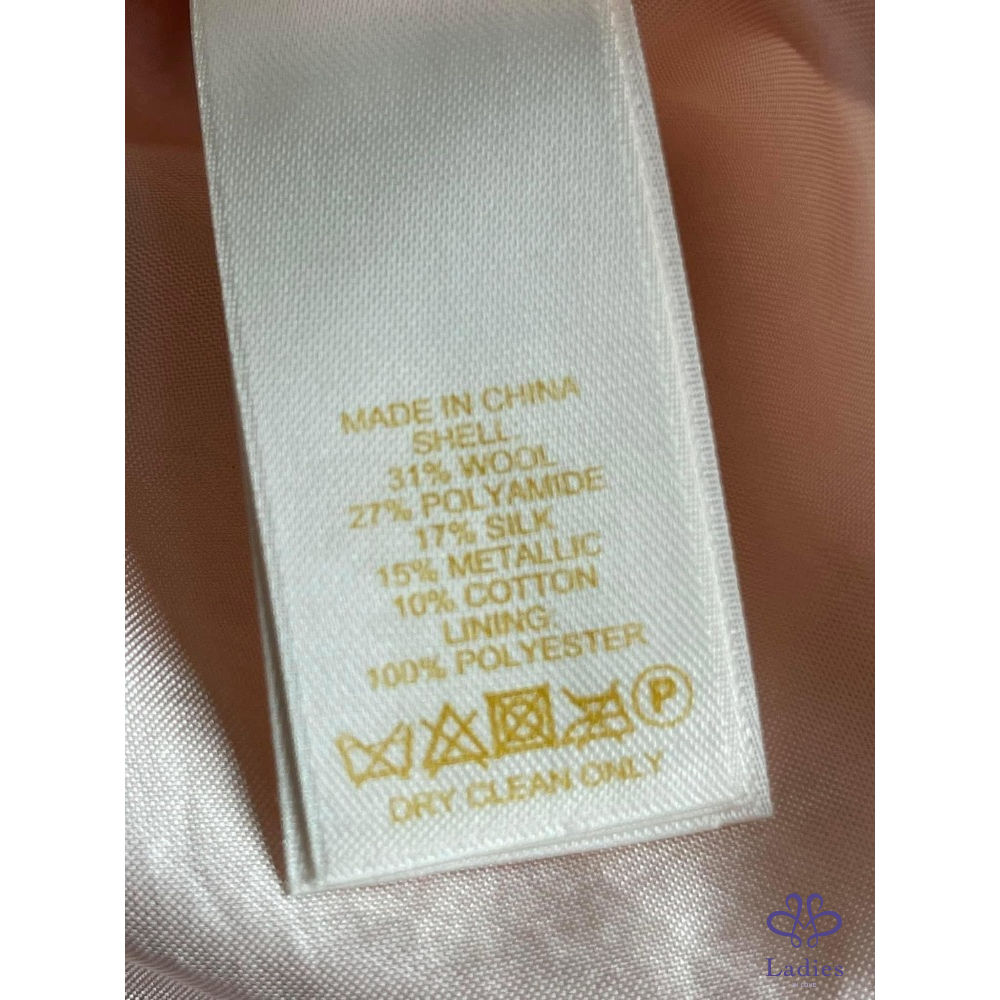 MADE IN CHINA
SHELL:
31% WOOL
27% POLYAMIDE
17% SILK
15% METALLIC
10% COTTON
LINING:
100% POLYESTER
P
DRY CLEAN ONLY
Ladies